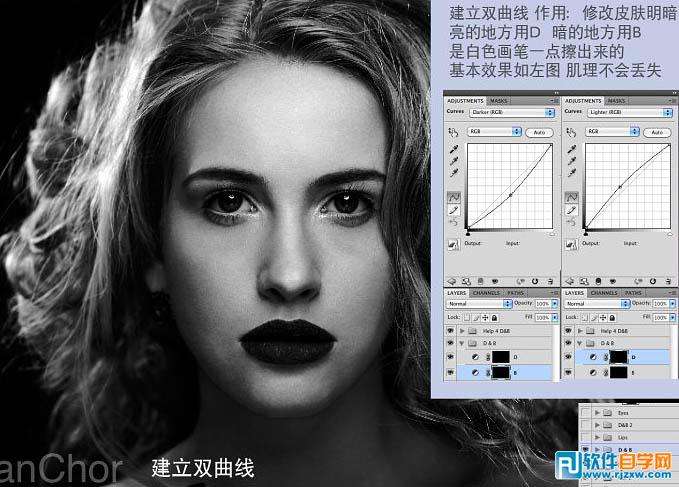 建立双曲线 作用: 修改皮肤明暗
亮的地方用D 暗的地方用B
是白色画笔一点擦出来的
基本效果如左图 肌理不会丢失
ADJUSTMENTS MASKS
Curves Darker (RGB)
RGB Auto
Output: Input:
LAYERS CHANNELS PATHS
Normal Opacity: 100%
Lock: Fill: 100%
Help 4 D&B
D & B
D
B
ADJUSTMENTS MASKS
Curves Lighter (RGB)
RGB Auto
Output: Input:
LAYERS CHANNELS PATHS
Normal Opacity: 100%
Lock: Fill: 100%
Help 4 D&B
D & B
D
B
Eyes
D&B 2
Lips
D & B
anChor
建立双曲线
RJ 软件自学网
www.rjzxw.com